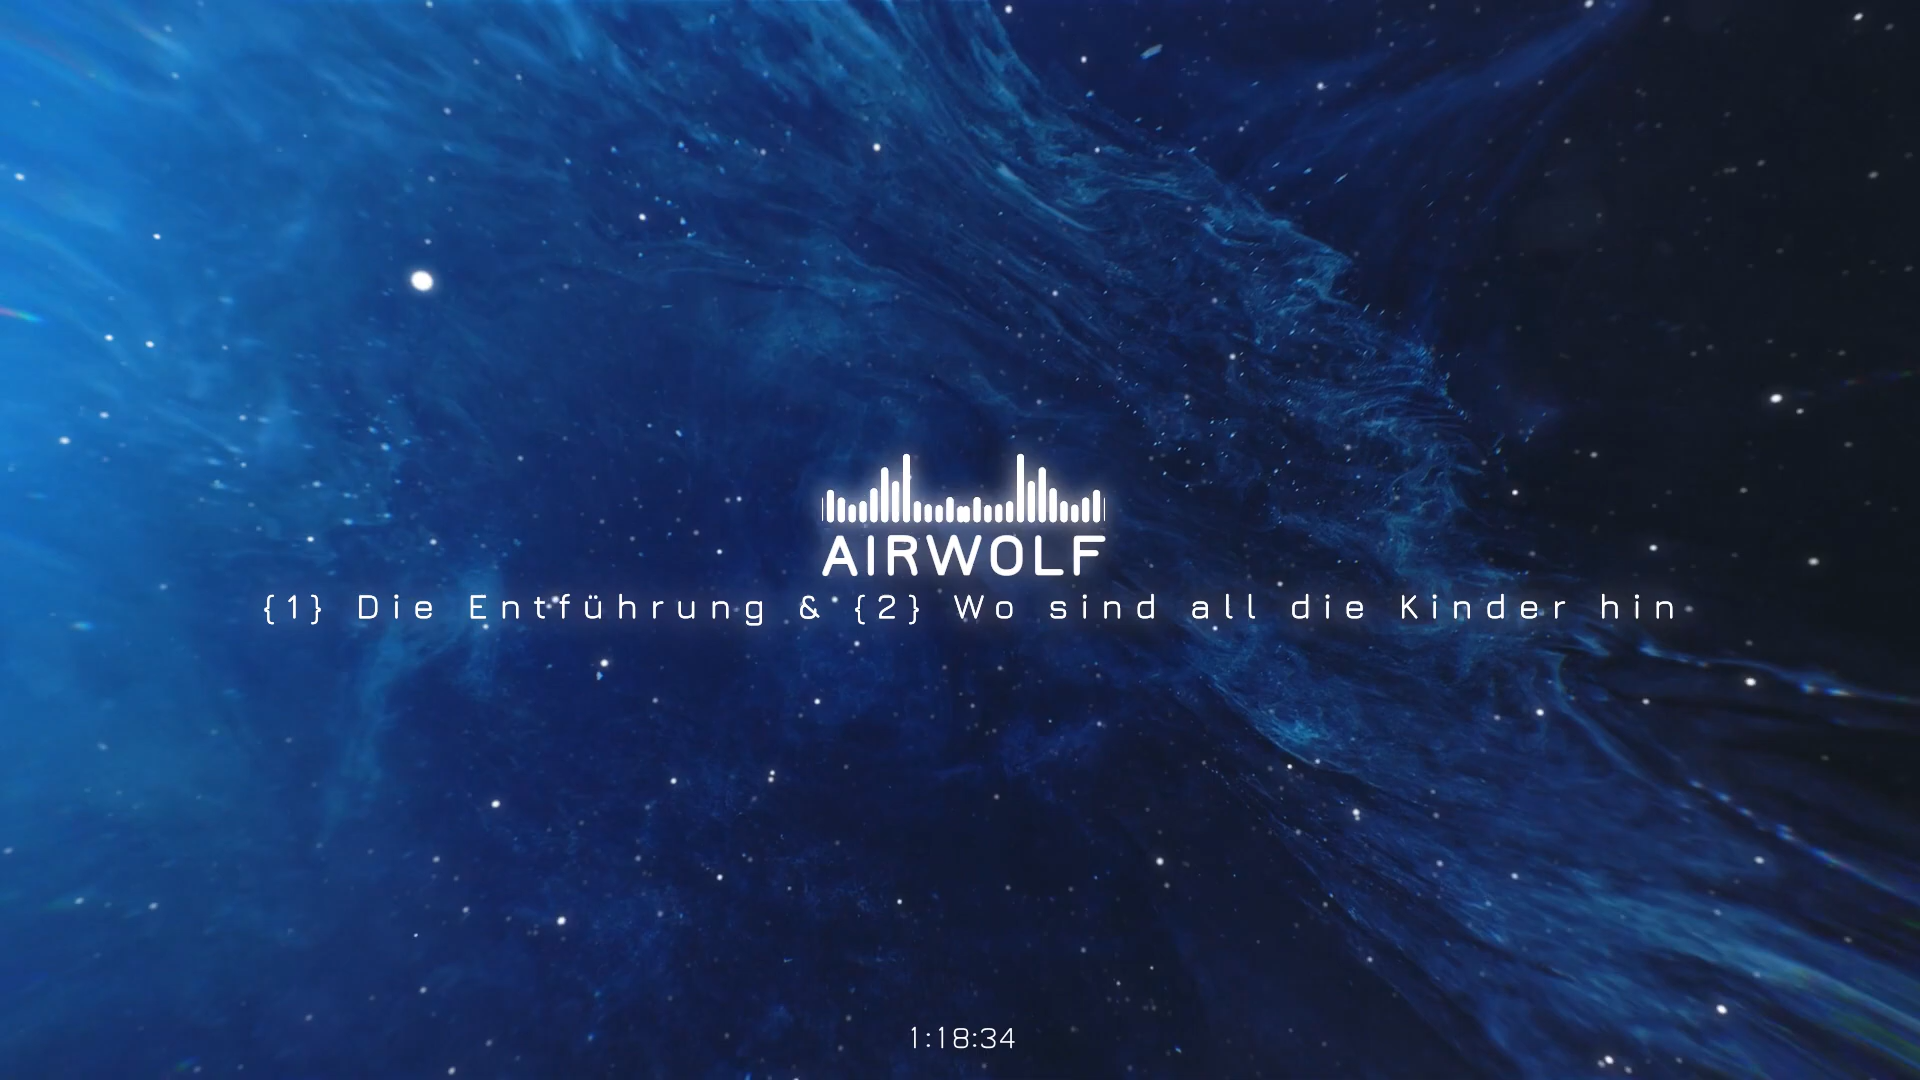 AIRWOLF
{1} Die Entführung & {2} Wo sind all die Kinder hin
1:18:34